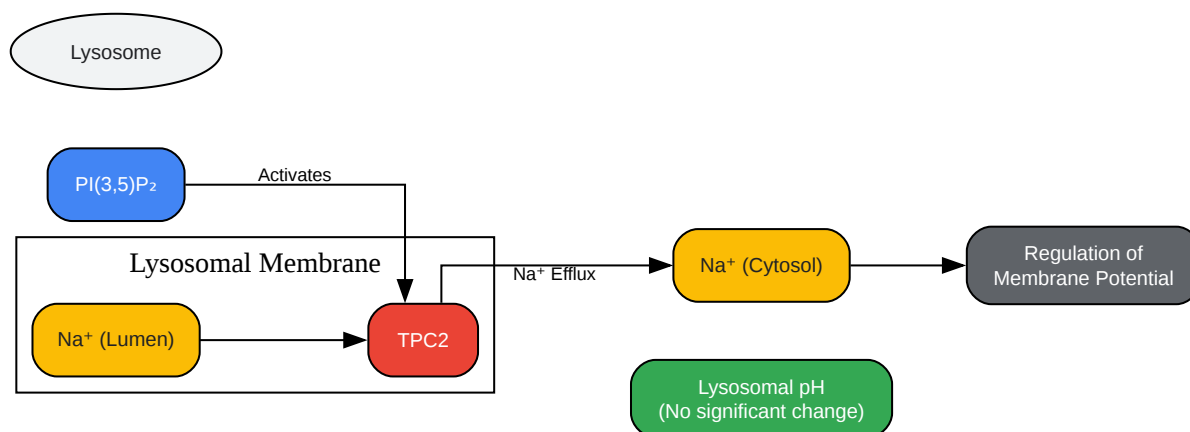 Lysosome
PI(3,5)P₂
Activates
Lysosomal Membrane
Na⁺ (Lumen)
TPC2
Na⁺ Efflux
Na⁺ (Cytosol)
Regulation of
Membrane Potential
Lysosomal pH
(No significant change)